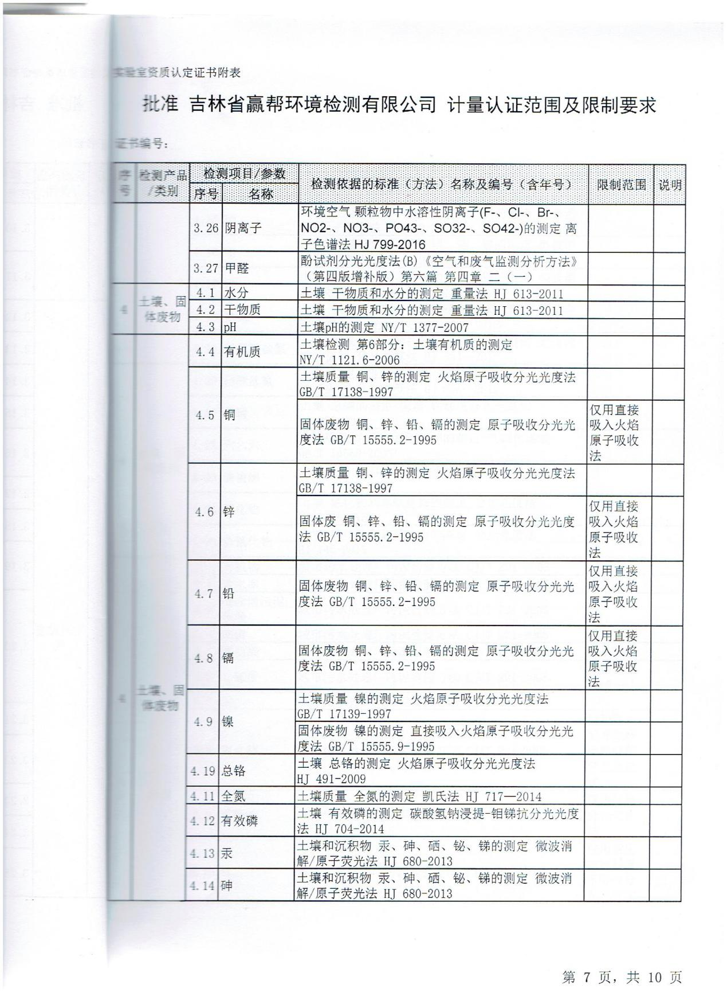 实验室资质认定证书附表
批准 吉林省赢帮环境检测有限公司 计量认证范围及限制要求
证书编号：
序号 检测产品/类别 检测项目/参数 检测依据的标准（方法）名称及编号（含年号） 限制范围 说明
序号 名称
3.26 阴离子 环境空气 颗粒物中水溶性阴离子(F-、Cl-、Br-、
NO2-、NO3-、PO43-、SO32-、SO42-)的测定 离
子色谱法 HJ 799-2016
3.27 甲醛 酚试剂分光光度法(B)《空气和废气监测分析方法》
（第四版增补版）第六篇 第四章 二（一）
4 土壤、固
体废物
4.1 水分 土壤 干物质和水分的测定 重量法 HJ 613-2011
4.2 干物质 土壤 干物质和水分的测定 重量法 HJ 613-2011
4.3 pH 土壤pH的测定 NY/T 1377-2007
4 土壤、固
体废物
4.4 有机质 土壤检测 第6部分：土壤有机质的测定
NY/T 1121.6-2006
4.5 铜 土壤质量 铜、锌的测定 火焰原子吸收分光光度法
GB/T 17138-1997
固体废物 铜、锌、铅、镉的测定 原子吸收分光光
度法 GB/T 15555.2-1995
仅用直接
吸入火焰
原子吸收
法
4.6 锌 土壤质量 铜、锌的测定 火焰原子吸收分光光度法
GB/T 17138-1997
固体废 铜、锌、铅、镉的测定 原子吸收分光光度
法 GB/T 15555.2-1995
仅用直接
吸入火焰
原子吸收
法
4.7 铅 固体废物 铜、锌、铅、镉的测定 原子吸收分光光
度法 GB/T 15555.2-1995
仅用直接
吸入火焰
原子吸收
法
4.8 镉 固体废物 铜、锌、铅、镉的测定 原子吸收分光光
度法 GB/T 15555.2-1995
仅用直接
吸入火焰
原子吸收
法
4.9 镍 土壤质量 镍的测定 火焰原子吸收分光光度法
GB/T 17139-1997
固体废物 镍的测定 直接吸入火焰原子吸收分光光
度法 GB/T 15555.9-1995
4.19 总铬 土壤 总铬的测定 火焰原子吸收分光光度法
HJ 491-2009
4.11 全氮 土壤质量 全氮的测定 凯氏法 HJ 717—2014
4.12 有效磷 土壤 有效磷的测定 碳酸氢钠浸提-钼锑抗分光光度
法 HJ 704-2014
4.13 汞 土壤和沉积物 汞、砷、硒、铋、锑的测定 微波消
解/原子荧光法 HJ 680-2013
4.14 砷 土壤和沉积物 汞、砷、硒、铋、锑的测定 微波消
解/原子荧光法 HJ 680-2013
第 7 页，共 10 页